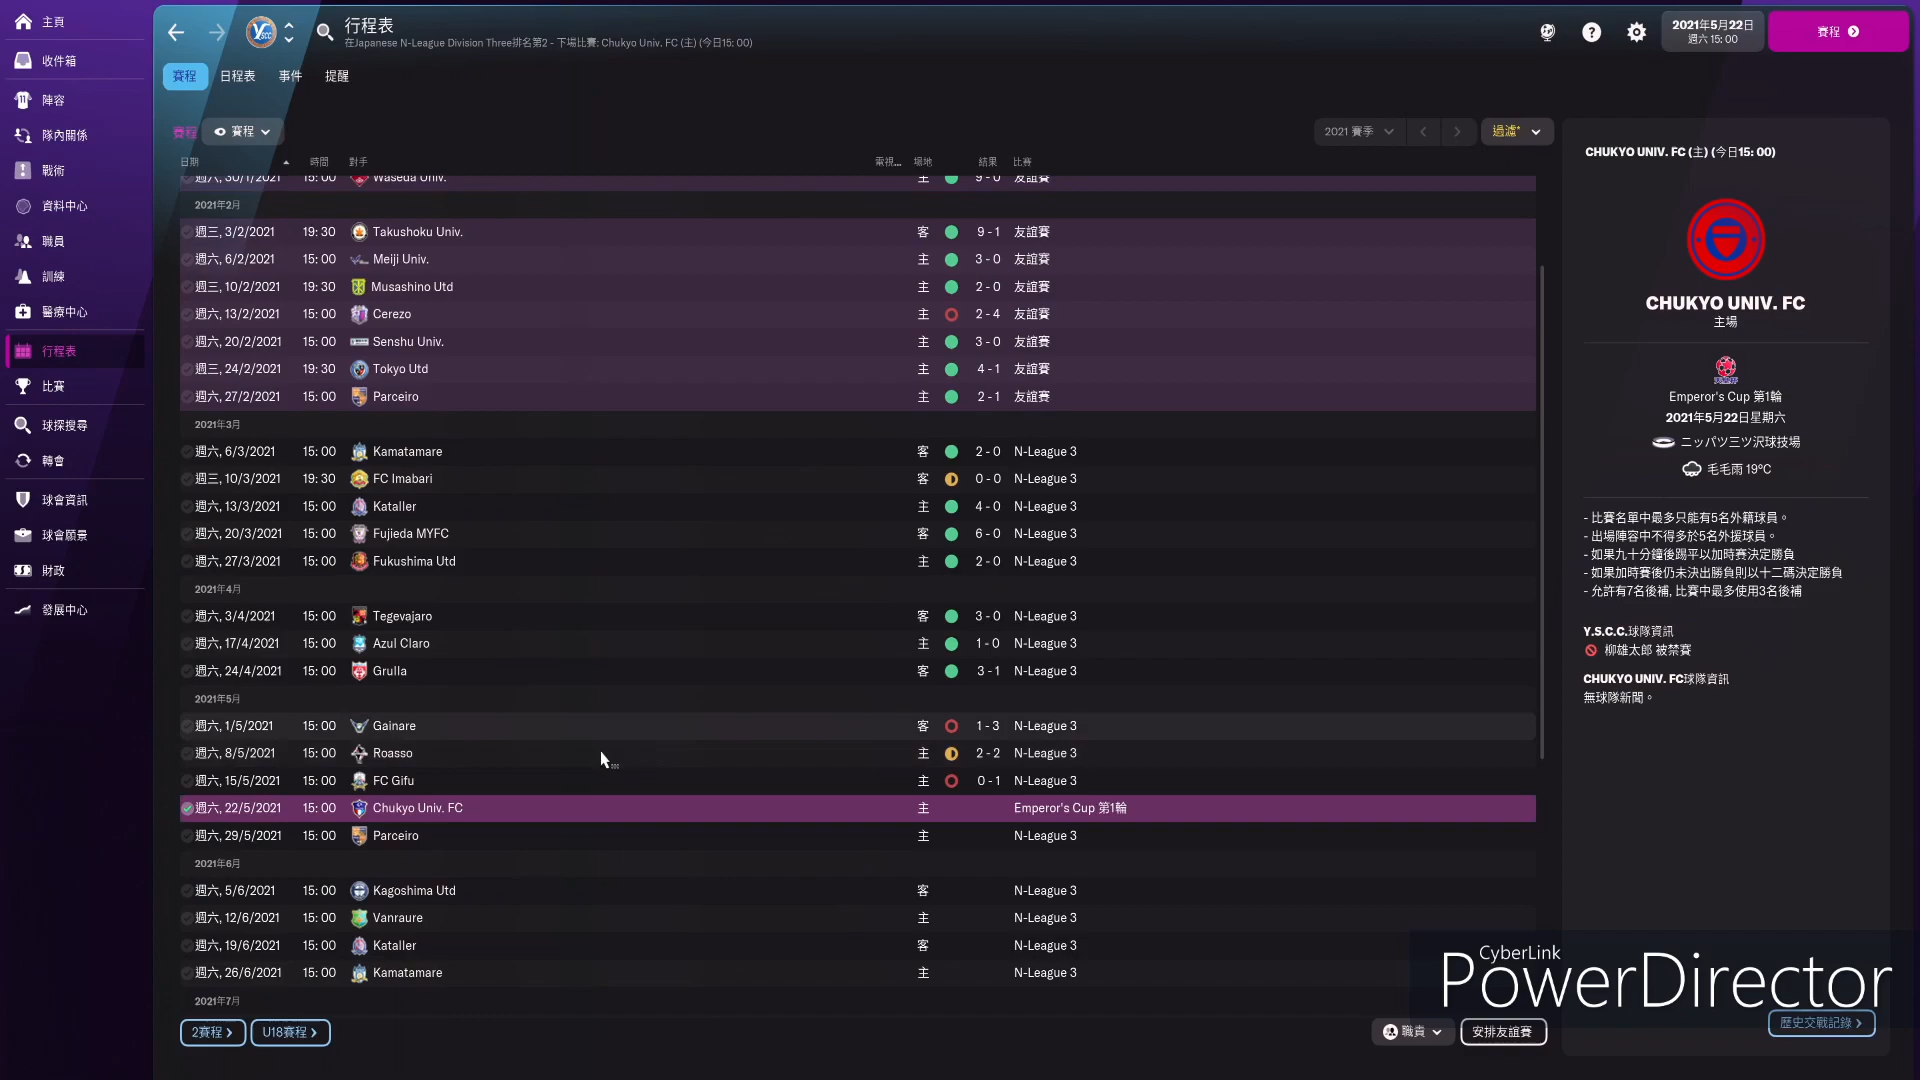 主頁
收件箱
陣容
隊內關係
戰術
資料中心
職員
訓練
醫療中心
行程表
比賽
球探搜尋
轉會
球會資訊
球會願景
財政
發展中心
行程表
在Japanese N-League Division Three排名第2 - 下場比賽: Chukyo Univ. FC (主) (今日15: 00)
2021年5月22日
週六 15: 00
賽程
賽程 日程表 事件 提醒
賽程 賽程
2021 賽季
過濾*
日期 時間 對手 電視... 場地 結果 比賽
週六, 30/1/2021 15: 00 Waseda Univ. 主 9 - 0 友誼賽
2021年2月
週三, 3/2/2021 19: 30 Takushoku Univ. 客 9 - 1 友誼賽
週六, 6/2/2021 15: 00 Meiji Univ. 主 3 - 0 友誼賽
週三, 10/2/2021 19: 30 Musashino Utd 主 2 - 0 友誼賽
週六, 13/2/2021 15: 00 Cerezo 主 2 - 4 友誼賽
週六, 20/2/2021 15: 00 Senshu Univ. 主 3 - 0 友誼賽
週三, 24/2/2021 19: 30 Tokyo Utd 主 4 - 1 友誼賽
週六, 27/2/2021 15: 00 Parceiro 主 2 - 1 友誼賽
2021年3月
週六, 6/3/2021 15: 00 Kamatamare 客 2 - 0 N-League 3
週三, 10/3/2021 19: 30 FC Imabari 客 0 - 0 N-League 3
週六, 13/3/2021 15: 00 Kataller 主 4 - 0 N-League 3
週六, 20/3/2021 15: 00 Fujieda MYFC 客 6 - 0 N-League 3
週六, 27/3/2021 15: 00 Fukushima Utd 主 2 - 0 N-League 3
2021年4月
週六, 3/4/2021 15: 00 Tegevajaro 客 3 - 0 N-League 3
週六, 17/4/2021 15: 00 Azul Claro 主 1 - 0 N-League 3
週六, 24/4/2021 15: 00 Grulla 客 3 - 1 N-League 3
2021年5月
週六, 1/5/2021 15: 00 Gainare 客 1 - 3 N-League 3
週六, 8/5/2021 15: 00 Roasso 主 2 - 2 N-League 3
週六, 15/5/2021 15: 00 FC Gifu 主 0 - 1 N-League 3
週六, 22/5/2021 15: 00 Chukyo Univ. FC 主 Emperor's Cup 第1輪
週六, 29/5/2021 15: 00 Parceiro 主 N-League 3
2021年6月
週六, 5/6/2021 15: 00 Kagoshima Utd 客 N-League 3
週六, 12/6/2021 15: 00 Vanraure 主 N-League 3
週六, 19/6/2021 15: 00 Kataller 客 N-League 3
週六, 26/6/2021 15: 00 Kamatamare 主 N-League 3
2021年7月
2賽程 U18賽程
職責 安排友誼賽
CHUKYO UNIV. FC (主) (今日15: 00)
CHUKYO UNIV. FC
主場
Emperor's Cup 第1輪
2021年5月22日星期六
ニッパツ三ツ沢球技場
毛毛雨 19°C
- 比賽名單中最多只能有5名外籍球員。
- 出場陣容中不得多於5名外援球員。
- 如果九十分鐘後踢平以加時賽決定勝負
- 如果加時賽後仍未決出勝負則以十二碼決定勝負
- 允許有7名後補, 比賽中最多使用3名後補
Y.S.C.C.球隊資訊
柳雄太郎 被禁賽
CHUKYO UNIV. FC球隊資訊
無球隊新聞。
CyberLink
PowerDirector
歷史交戰記錄